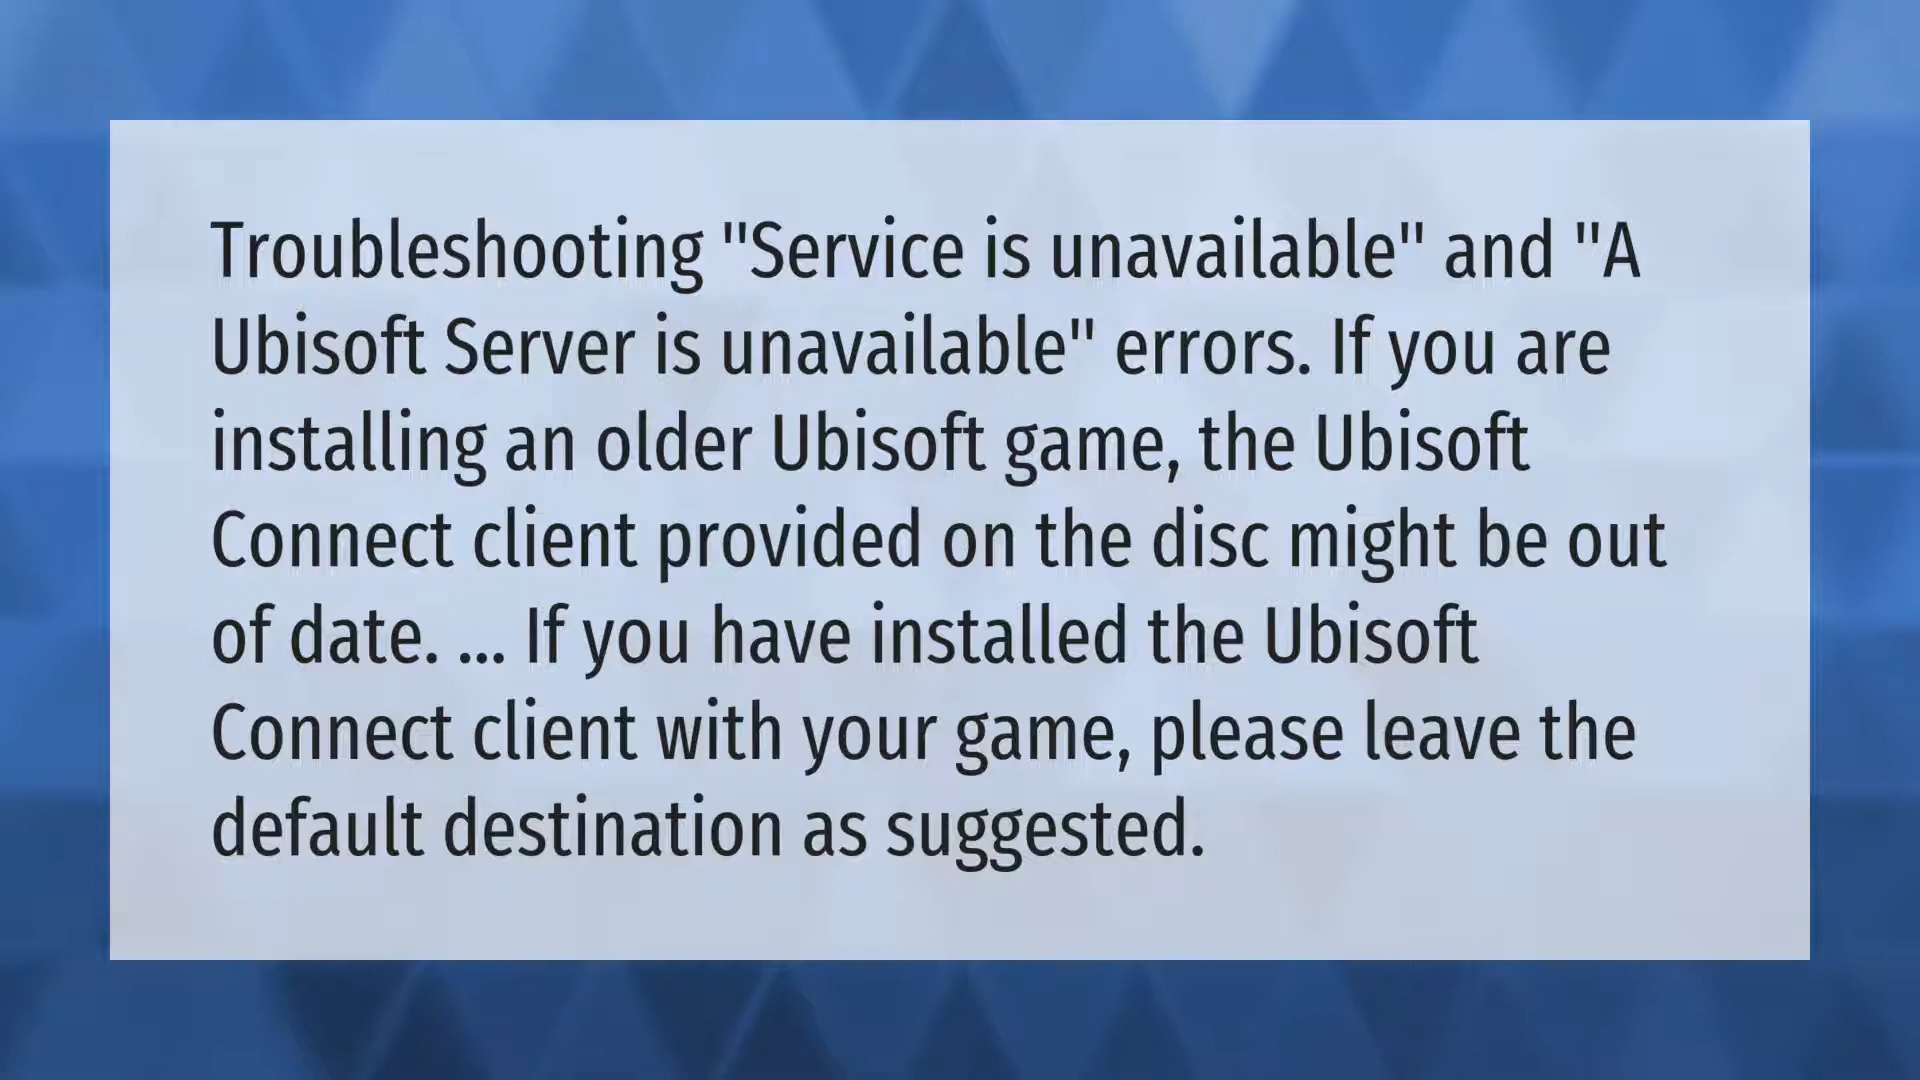 Troubleshooting "Service is unavailable" and "A
Ubisoft Server is unavailable" errors. If you are
installing an older Ubisoft game, the Ubisoft
Connect client provided on the disc might be out
of date. ... If you have installed the Ubisoft
Connect client with your game, please leave the
default destination as suggested.